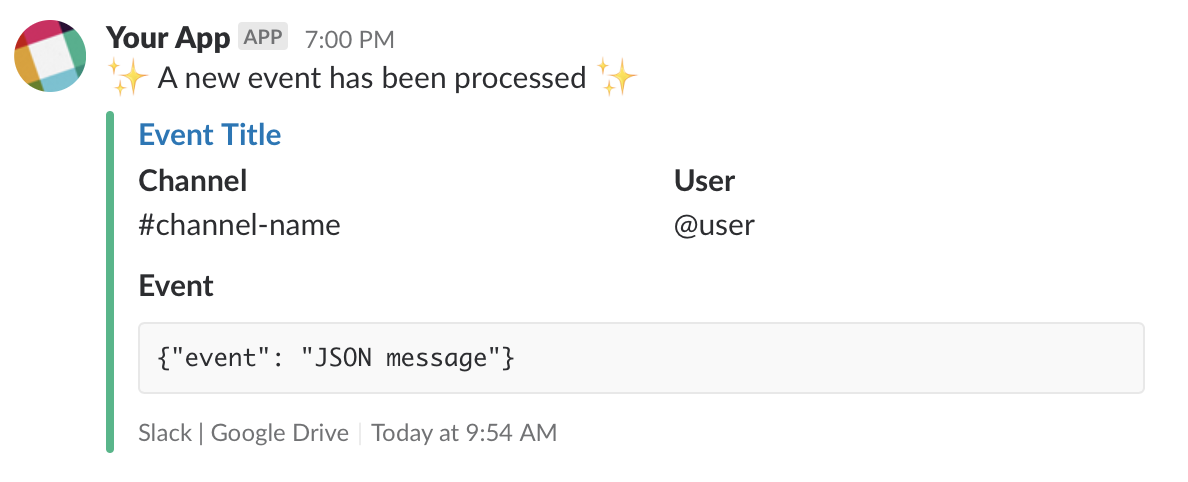 Your App APP 7:00 PM
✨ A new event has been processed ✨
Event Title
Channel User
#channel-name @user
Event
{"event": "JSON message"}
Slack | Google Drive | Today at 9:54 AM